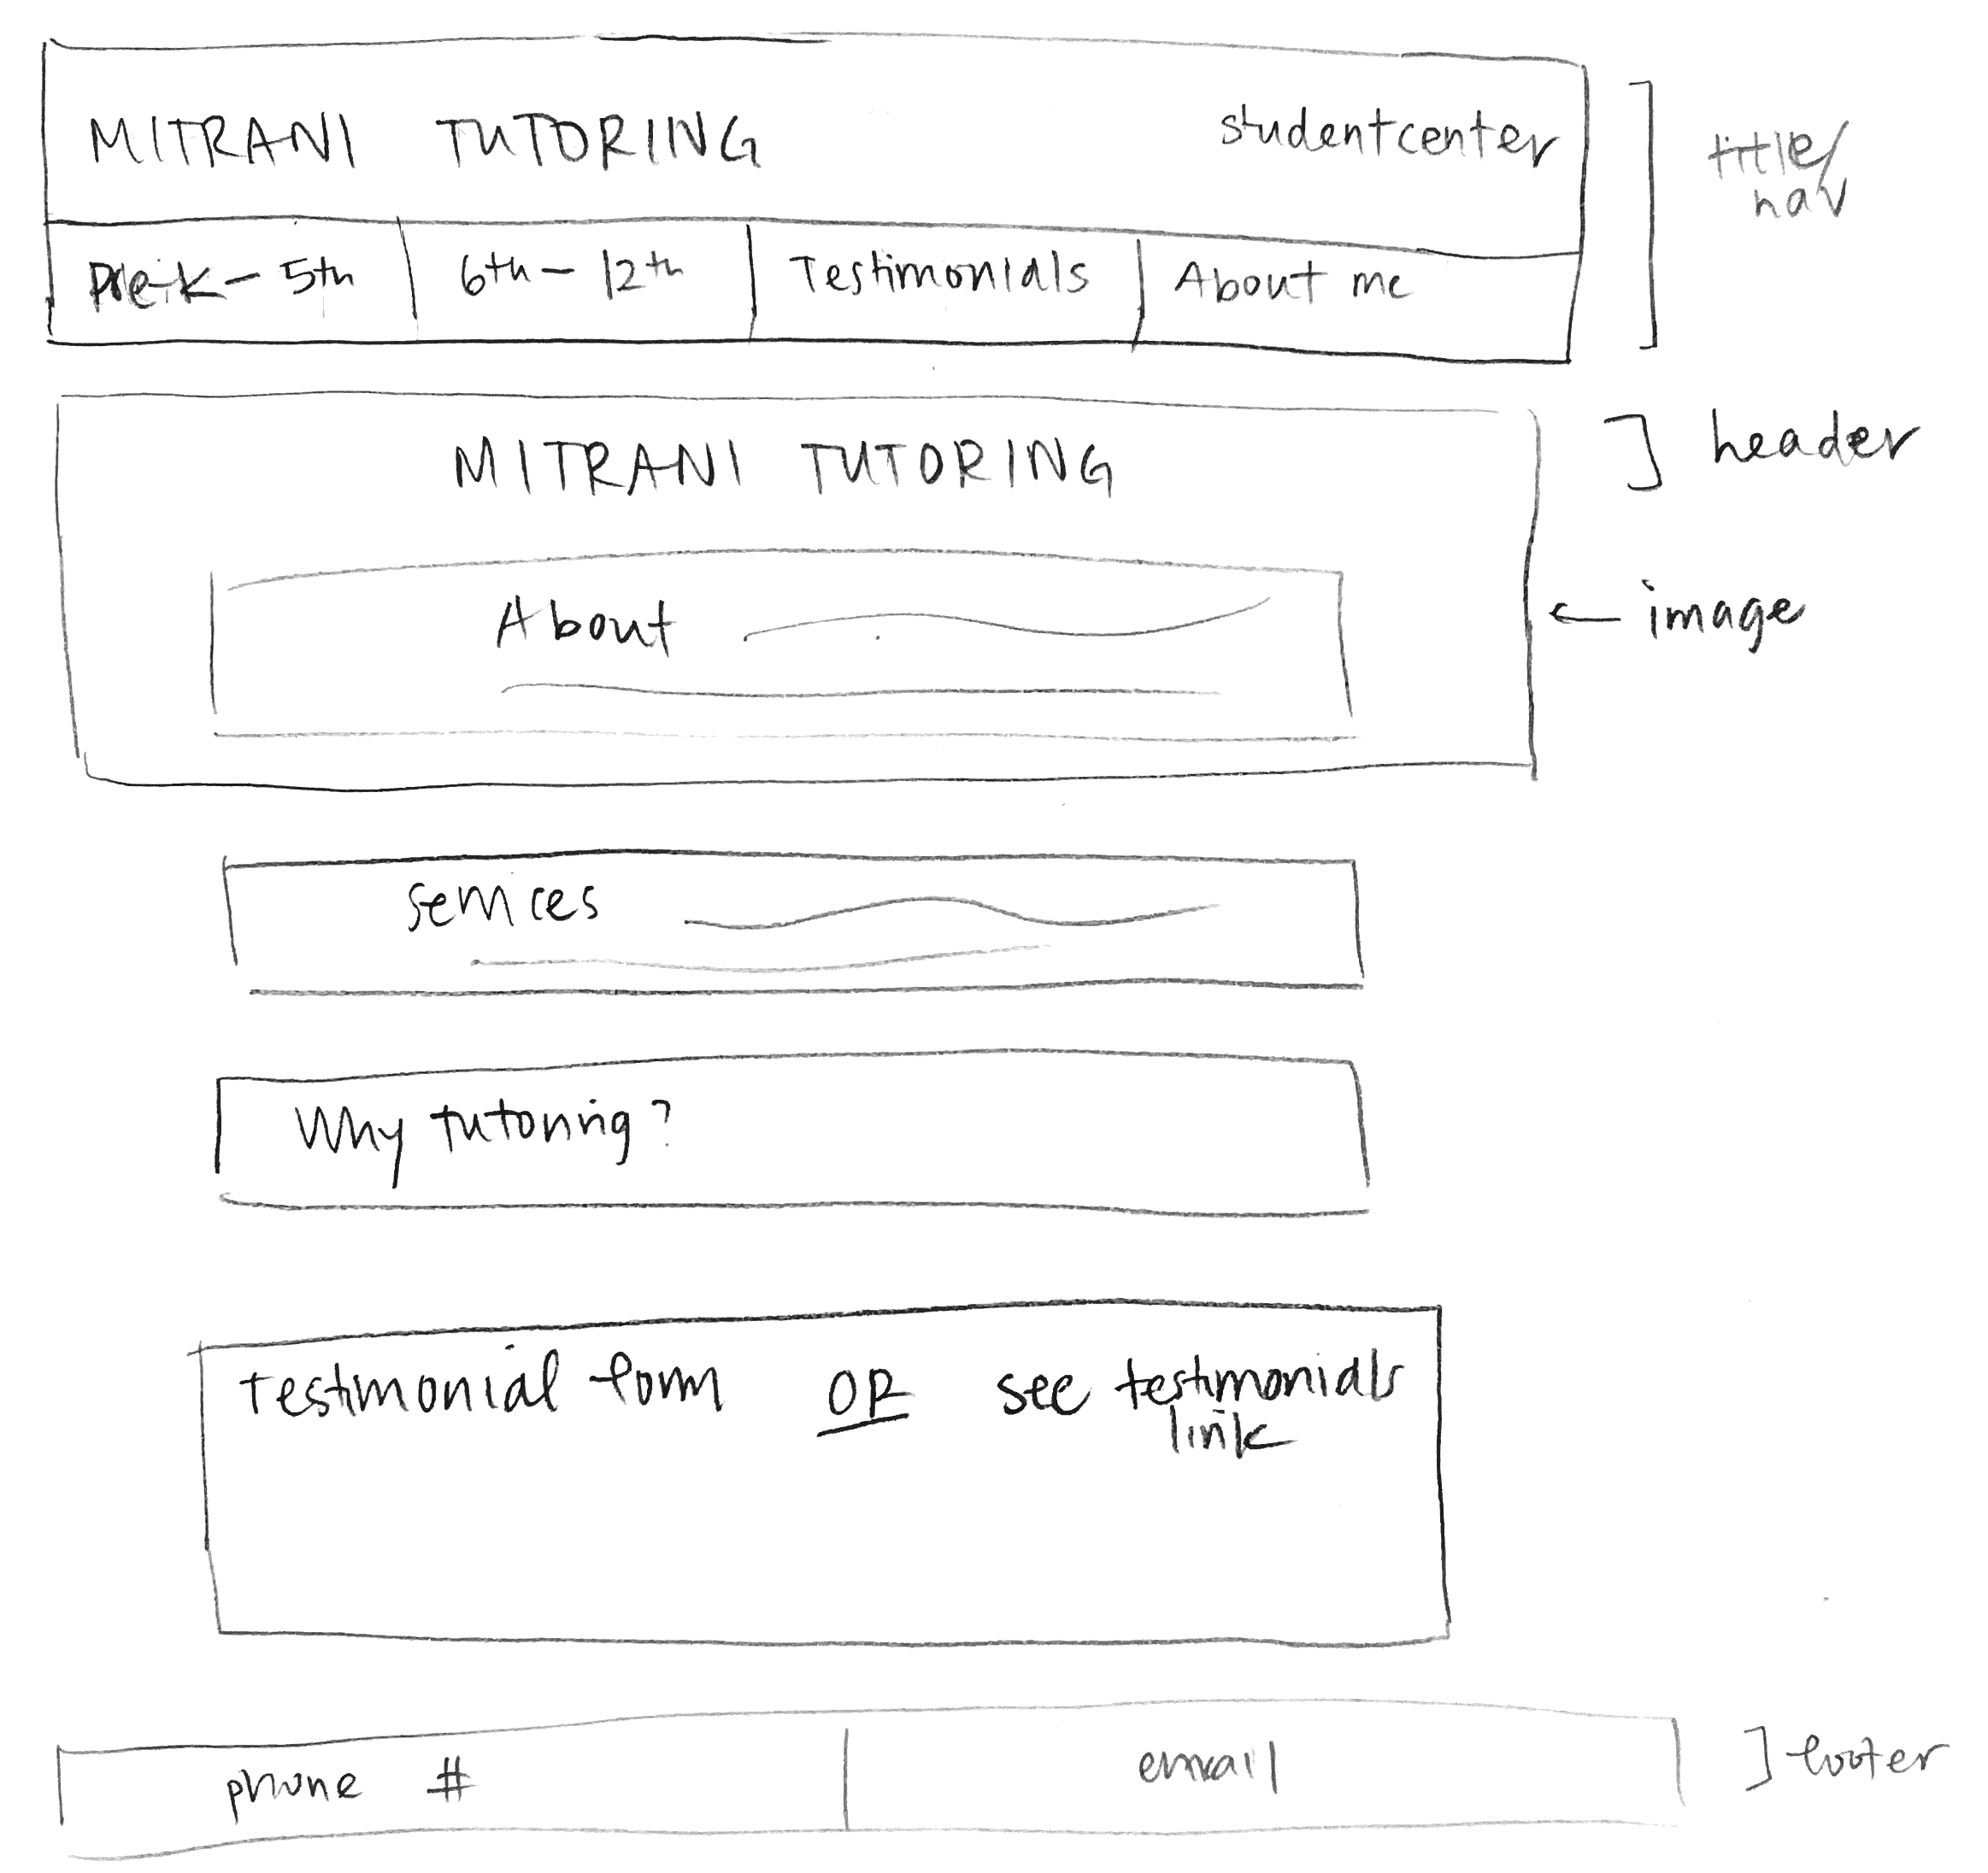 MITRANI TUTORING studentcenter
title/
nav
Pre-k - 5th 6th - 12th Testimonials About me
MITRANI TUTORING
header
About
image
services
Why tutoring?
Testimonial form OR see testimonials
link
phone # email
footer